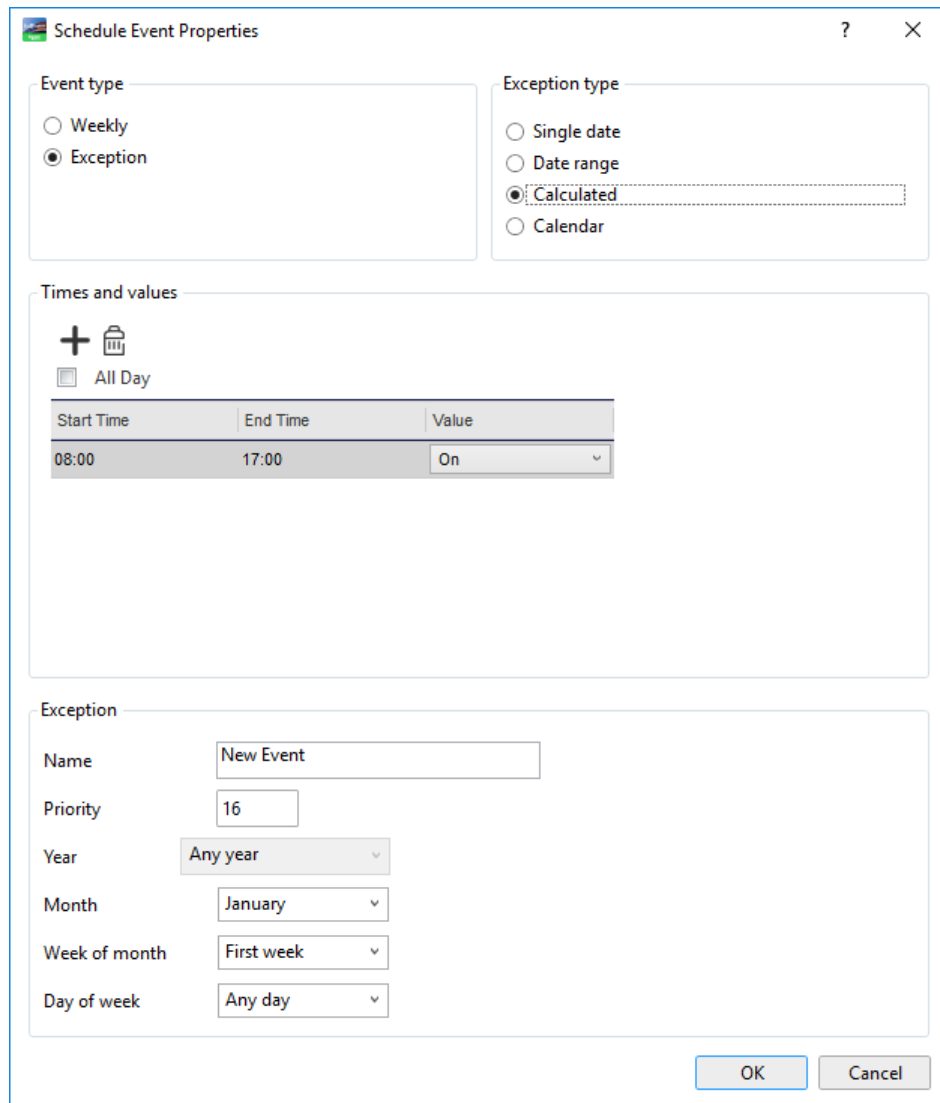 Schedule Event Properties ?
Event type
Weekly
Exception
Exception type
Single date
Date range
Calculated
Calendar
Times and values
All Day
Start Time End Time Value
08:00 17:00 On
Exception
Name New Event
Priority 16
Year Any year
Month January
Week of month First week
Day of week Any day
OK Cancel